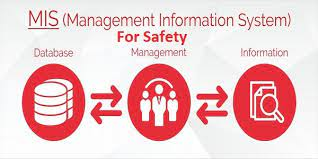 MIS (Management Information System)
For Safety
Database Management Information